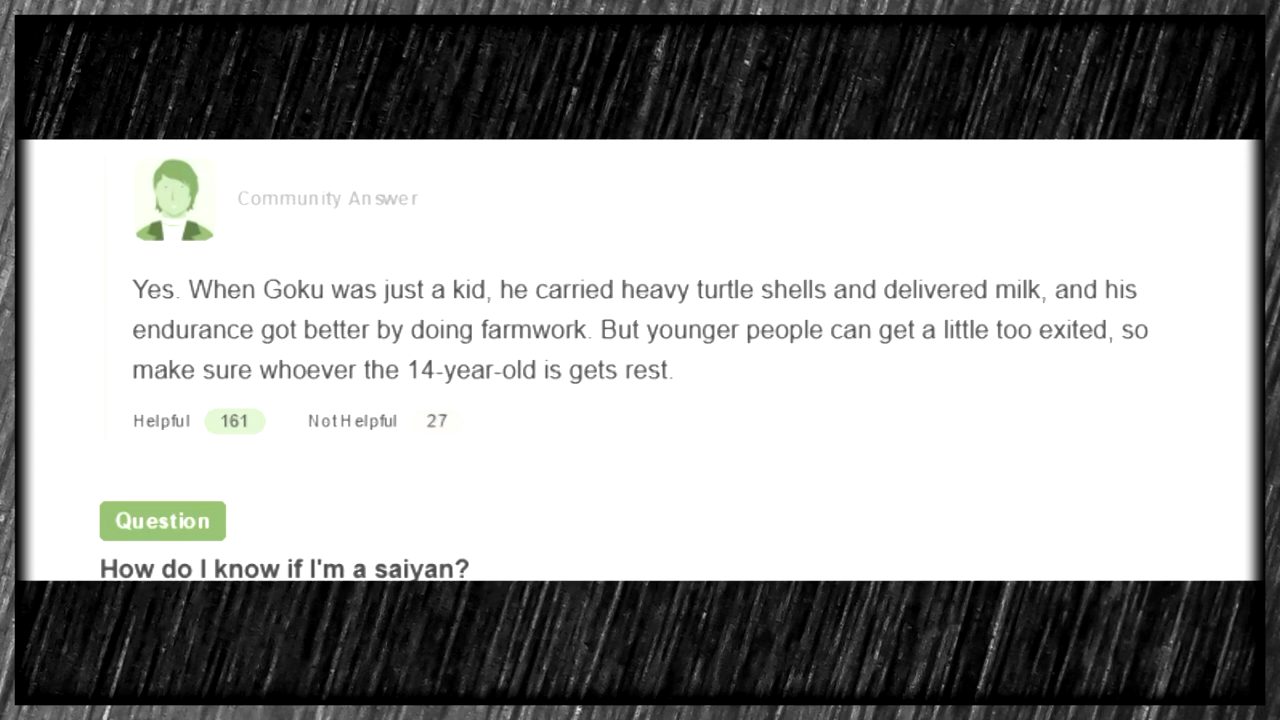 Community Answer
Yes. When Goku was just a kid, he carried heavy turtle shells and delivered milk, and his
endurance got better by doing farmwork. But younger people can get a little too exited, so
make sure whoever the 14-year-old is gets rest.
Helpful 161 Not Helpful 27
Question
How do I know if I'm a saiyan?